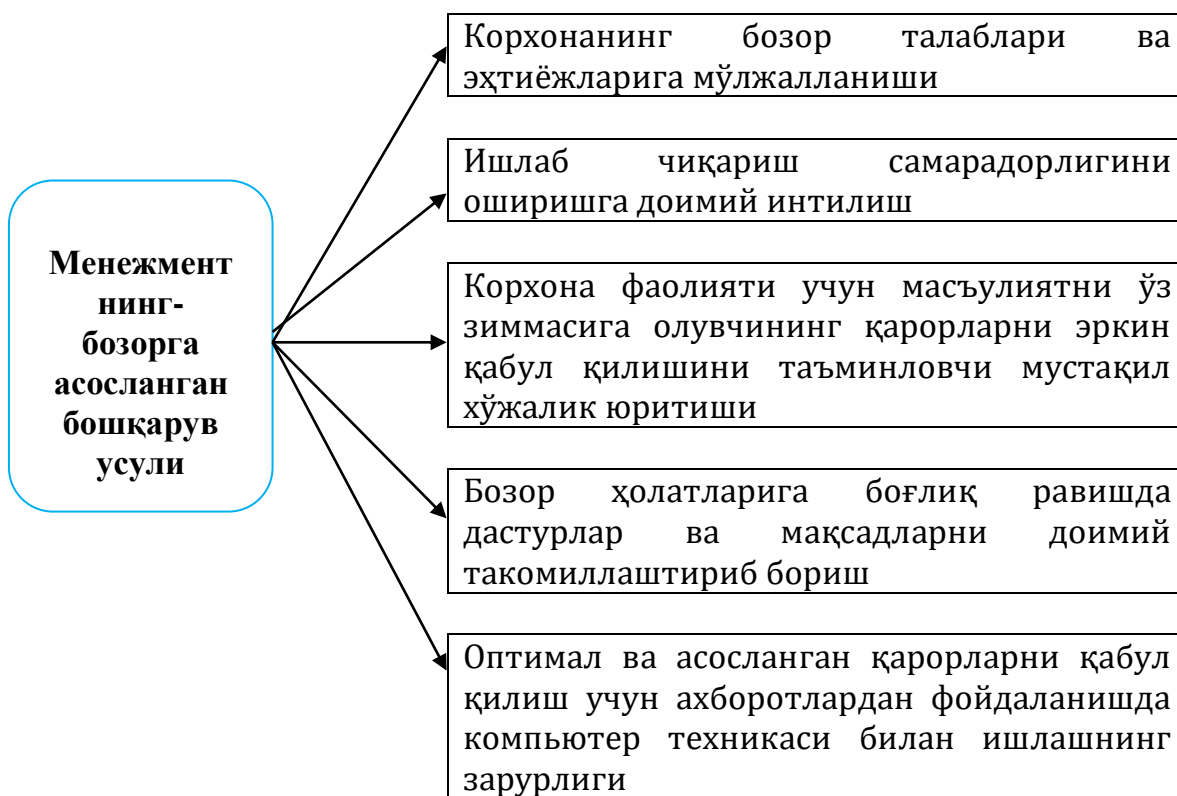 Корхонанинг бозор талаблари ва
эҳтиёжларига мўлжалланиши
Ишлаб чиқариш самарадорлигини
оширишга доимий интилиш
Менежмент
нинг-
бозорга
асосланган
бошқарув
усули
Корхона фаолияти учун масъулиятни ўз
зиммасига олувчининг қарорларни эркин
қабул қилишини таъминловчи мустақил
хўжалик юритиши
Бозор ҳолатларига боғлиқ равишда
дастурлар ва мақсадларни доимий
такомиллаштириб бориш
Оптимал ва асосланган қарорларни қабул
қилиш учун ахборотлардан фойдаланишда
компьютер техникаси билан ишлашнинг
зарурлиги